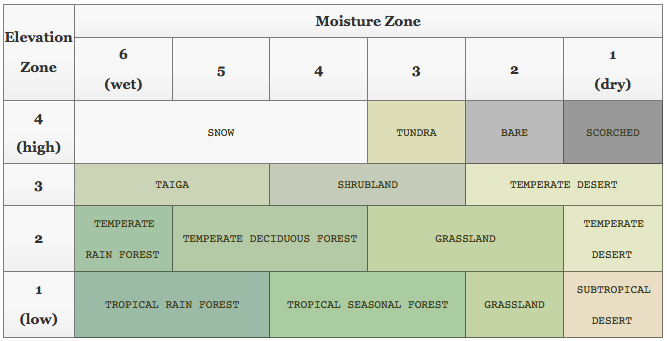 Elevation
Zone
Moisture Zone
6
(wet)
5
4
3
2
1
(dry)
4
(high)
SNOW
TUNDRA
BARE
SCORCHED
3
TAIGA
SHRUBLAND
TEMPERATE DESERT
2
TEMPERATE
RAIN FOREST
TEMPERATE DECIDUOUS FOREST
GRASSLAND
TEMPERATE
DESERT
1
(low)
TROPICAL RAIN FOREST
TROPICAL SEASONAL FOREST
GRASSLAND
SUBTROPICAL
DESERT